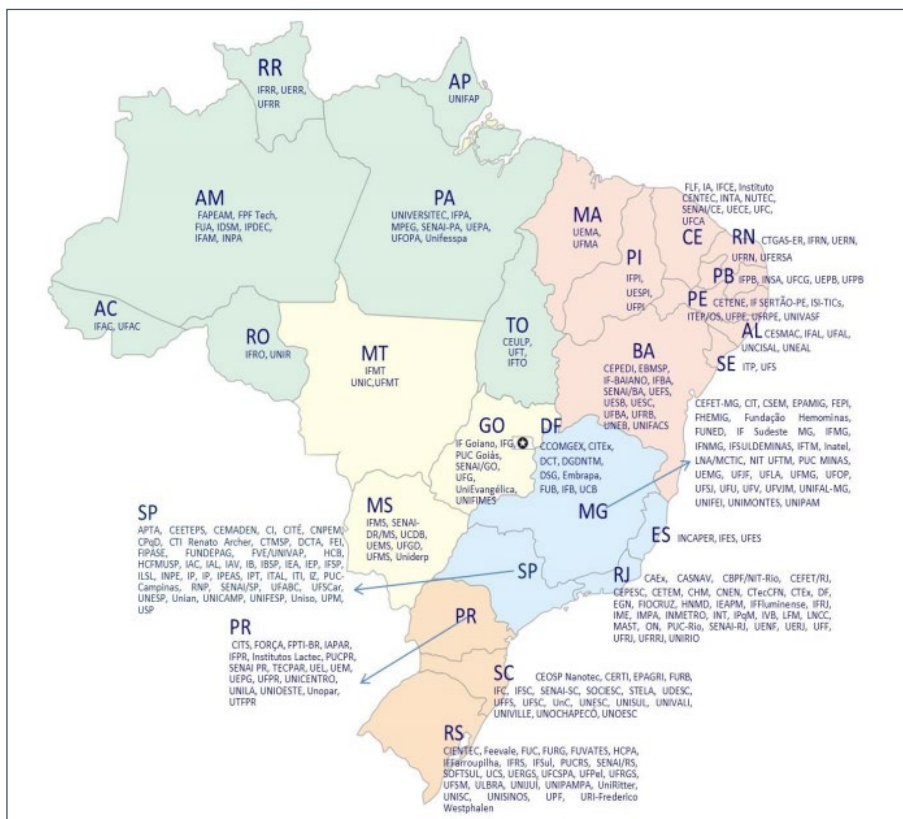 RR
IFRR, UERR,
UFRR
AP
UNIFAP
AM
FAPEAM, FPF Tech,
FUA, IDSM, IPDEC,
IFAM, INPA
PA
UNIVERSITEC, IFPA,
MPEG, SENAI-PA, UEPA,
UFOPA, Unifesspa
MA
UEMA,
UFMA
FLF, IA, IFCE, Instituto
CENTEC, INTA, NUTEC,
SENAI/CE, UECE, UFC,
UFCA
CE
RN CTGAS-ER, IFRN, UERN,
UFRN, UFERSA
PI
IFPI,
UESPI,
UFPI
PB IFPB, INSA, UFCG, UEPB, UFPB
PE CETENE, IF SERTÃO-PE, ISI-TICs,
ITEP/OS, UFPE, UFRPE, UNIVASF
AL CESMAC, IFAL, UFAL,
UNCISAL, UNEAL
SE ITP, UFS
AC
IFAC, UFAC
RO
IFRO, UNIR
TO
CEULP,
UFT,
IFTO
MT
IFMT
UNIC,UFMT
BA
CEPEDI, EBMSP,
IF-BAIANO, IFBA,
SENAI/BA, UEFS,
UESB, UESC,
UFBA, UFRB,
UNEB, UNIFACS
GO
IF Goiano, IFG,
PUC Goiás,
SENAI/GO,
UFG,
UniEvangélica,
UNIFIMES
DF
CCOMGEX, CITEx,
DCT, DGDNTM,
DSG, Embrapa,
FUB, IFB, UCB
CEFET-MG, CIT, CSEM, EPAMIG, FEPI,
FHEMIG, Fundação Hemominas,
FUNED, IF Sudeste MG, IFMG,
IFNMG, IFSULDEMINAS, IFTM, Inatel,
LNA/MCTIC, NIT UFTM, PUC MINAS,
UEMG, UFJF, UFLA, UFMG, UFOP,
UFSJ, UFU, UFV, UFVJM, UNIFAL-MG,
UNIFEI, UNIMONTES, UNIPAM
MG
MS
IFMS, SENAI-
DR/MS, UCDB,
UEMS, UFGD,
UFMS, Uniderp
ES INCAPER, IFES, UFES
SP
APTA, CEETEPS, CEMADEN, CI, CITÉ, CNPEM,
CPqD, CTI Renato Archer, CTMSP, DCTA, FEI,
FIPASE, FUNDEPAG, FVE/UNIVAP, HCB,
HCFMUSP, IAC, IAL, IAV, IB, IBSP, IEA, IEP, IFSP,
ILSL, INPE, IP, IP, IPEAS, IPT, ITAL, ITI, IZ, PUC-
Campinas, RNP, SENAI/SP, UFABC, UFSCar,
UNESP, Unian, UNICAMP, UNIFESP, Uniso, UPM,
USP
SP
RJ CAEx, CASNAV, CBPF/NIT-Rio, CEFET/RJ,
CEPESC, CETEM, CHM, CNEN, CTecCFN, CTEx, DF,
EGN, FIOCRUZ, HNMD, IEAPM, IFFluminense, IFRJ,
IME, IMPA, INMETRO, INT, IPqM, IVB, LFM, LNCC,
MAST, ON, PUC-Rio, SENAI-RJ, UENF, UERJ, UFF,
UFRJ, UFRRJ, UNIRIO
PR
CITS, FORÇA, FPTI-BR, IAPAR,
IFPR, Institutos Lactec, PUCPR,
SENAI PR, TECPAR, UEL, UEM,
UEPG, UFPR, UNICENTRO,
UNILA, UNIOESTE, Unopar,
UTFPR
PR
SC CEOSP Nanotec, CERTI, EPAGRI, FURB,
IFC, IFSC, SENAI-SC, SOCIESC, STELA, UDESC,
UFFS, UFSC, UnC, UNESC, UNISUL, UNIVALI,
UNIVILLE, UNOCHAPECÓ, UNOESC
RS
CIENTEC, Feevale, FUC, FURG, FUVATES, HCPA,
IFFarroupilha, IFRS, IFSul, PUCRS, SENAI/RS,
SOFTSUL, UCS, UERGS, UFCSPA, UFPel, UFRGS,
UFSM, ULBRA, UNIJUÍ, UNIPAMPA, UniRitter,
UNISC, UNISINOS, UPF, URI-Frederico
Westphalen